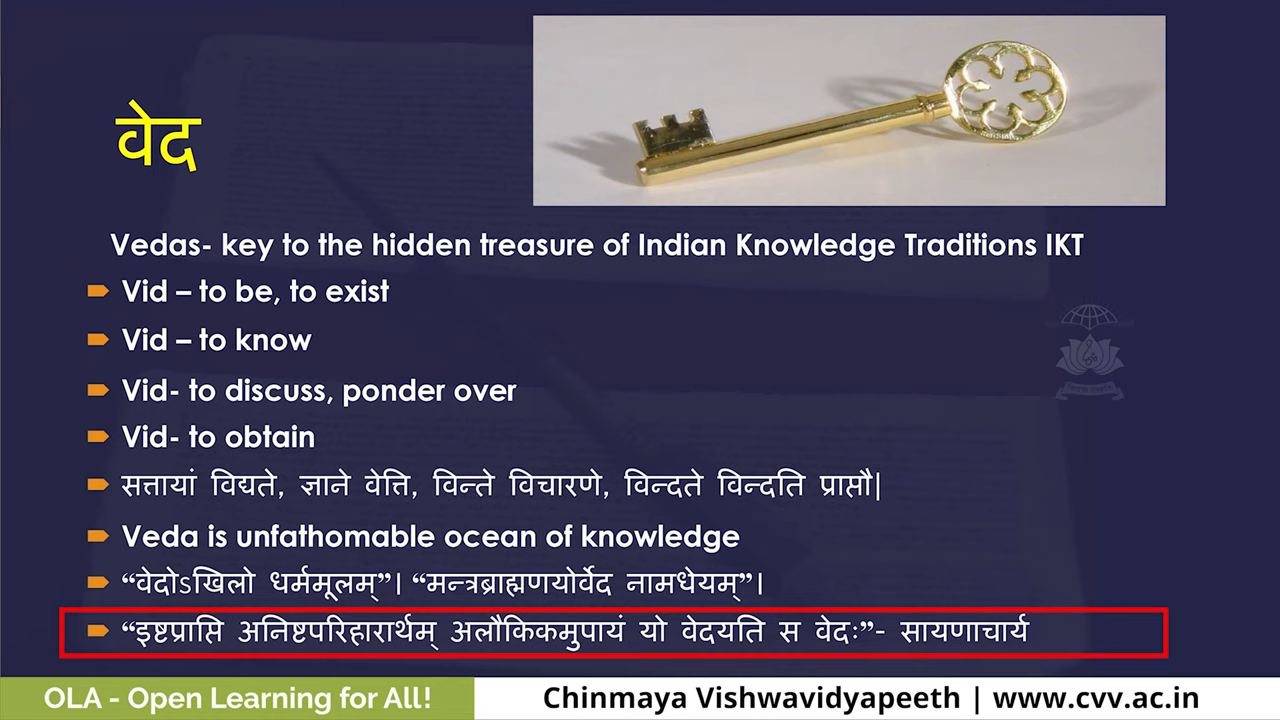 वेद
Vedas- key to the hidden treasure of Indian Knowledge Traditions IKT
Vid – to be, to exist
Vid – to know
Vid- to discuss, ponder over
Vid- to obtain
सत्तायां विद्यते, ज्ञाने वेत्ति, विन्ते विचारणे, विन्दते विन्दति प्राप्तौ|
Veda is unfathomable ocean of knowledge
“वेदोऽखिलो धर्ममूलम्”। “मन्त्रब्राह्मणयोर्वेद नामधेयम्”।
“इष्टप्राप्ति अनिष्टपरिहारार्थम् अलौकिकमुपायं यो वेदयति स वेदः”- सायणाचार्य
OLA - Open Learning for All!
Chinmaya Vishwavidyapeeth | www.cvv.ac.in